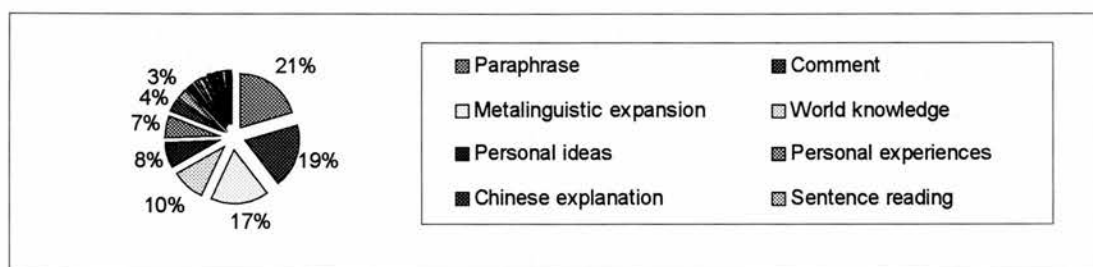 3%
21%
4%
7%
8%
19%
10%
17%
Paraphrase
Comment
Metalinguistic expansion
World knowledge
Personal ideas
Personal experiences
Chinese explanation
Sentence reading